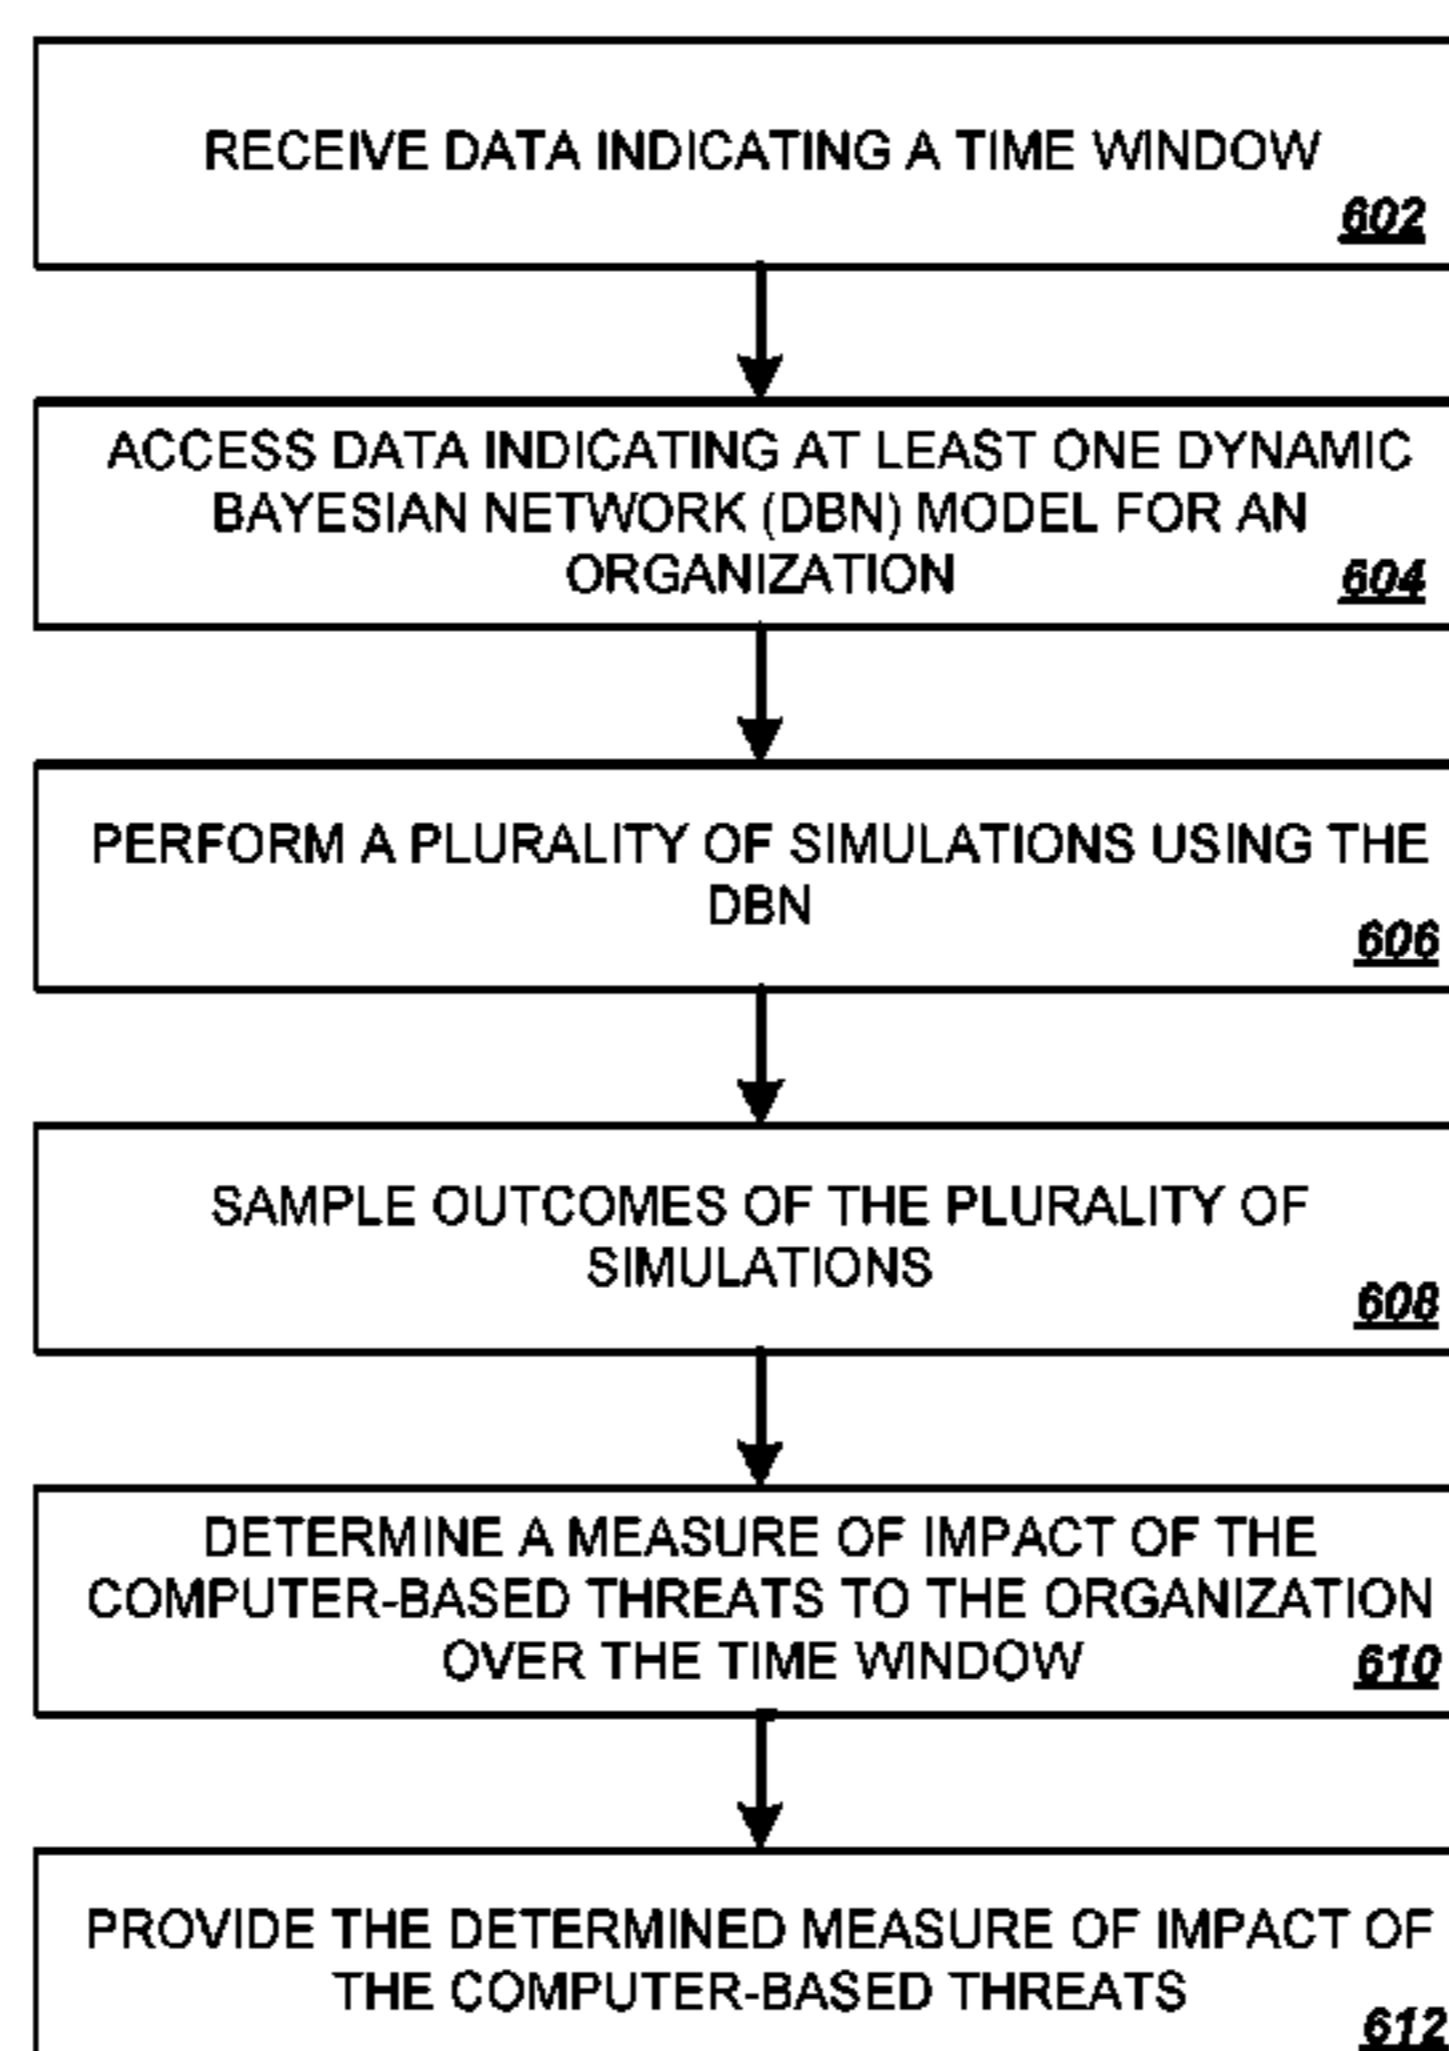 RECEIVE DATA INDICATING A TIME WINDOW
602
ACCESS DATA INDICATING AT LEAST ONE DYNAMIC
BAYESIAN NETWORK (DBN) MODEL FOR AN
ORGANIZATION
604
PERFORM A PLURALITY OF SIMULATIONS USING THE
DBN
606
SAMPLE OUTCOMES OF THE PLURALITY OF
SIMULATIONS
608
DETERMINE A MEASURE OF IMPACT OF THE
COMPUTER-BASED THREATS TO THE ORGANIZATION
OVER THE TIME WINDOW
610
PROVIDE THE DETERMINED MEASURE OF IMPACT OF
THE COMPUTER-BASED THREATS
612